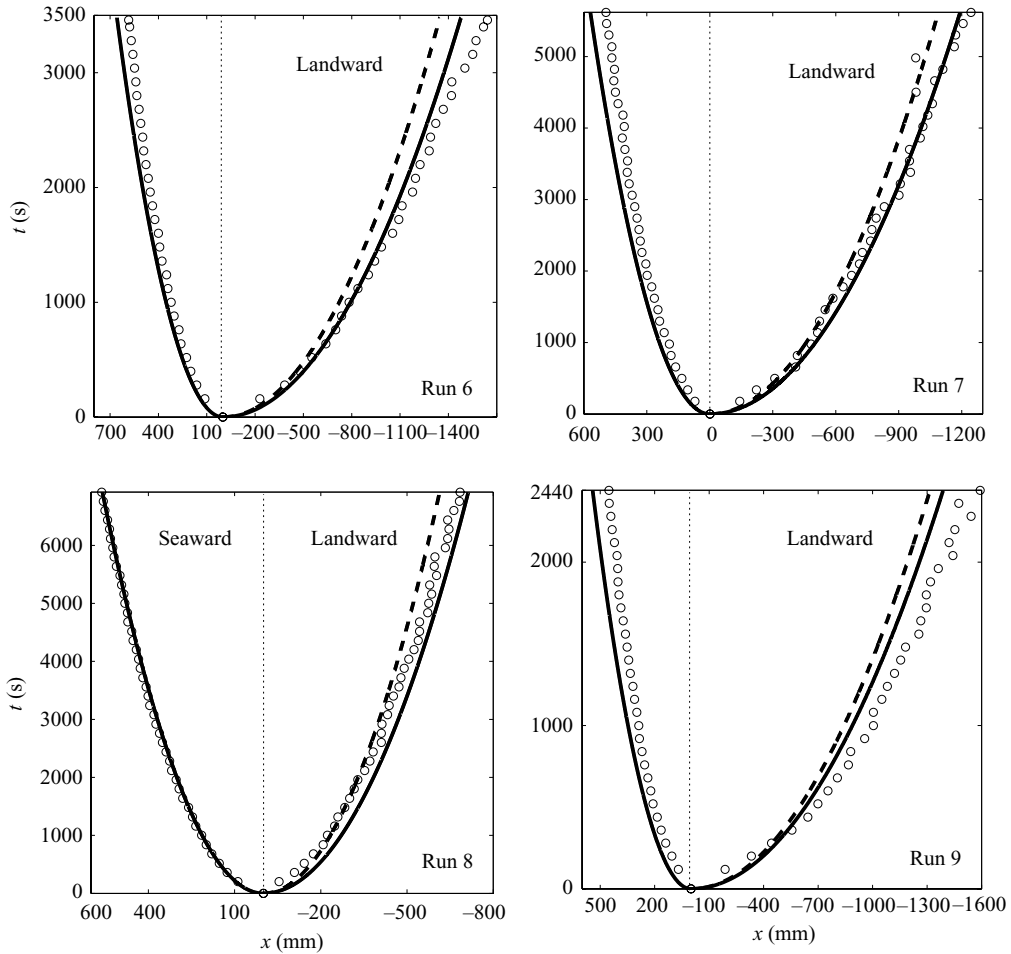 3500
3000
2000
1000
0
t (s)
Landward
Run 6
700 400 100 –200 –500 –800 –1100 –1400
5000
4000
3000
2000
1000
0
Landward
Run 7
600 300 0 –300 –600 –900 –1200
6000
5000
4000
3000
2000
1000
0
t (s)
Seaward Landward
Run 8
600 400 100 –200 –500 –800
x (mm)
2440
2000
1000
0
Landward
Run 9
500 200 –100 –400 –700 –1000 –1300 –1600
x (mm)